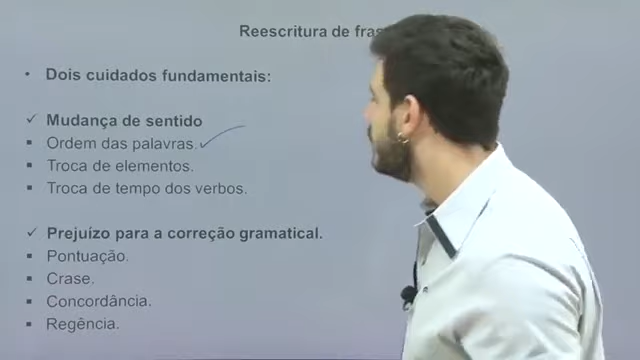 Reescritura de
• Dois cuidados fundamentais:
✓ Mudança de sentido
▪ Ordem das palavras.
▪ Troca de elementos.
▪ Troca de tempo dos verbos.
✓ Prejuízo para a correção gramatical.
▪ Pontuação.
▪ Crase.
▪ Concordância.
▪ Regência.